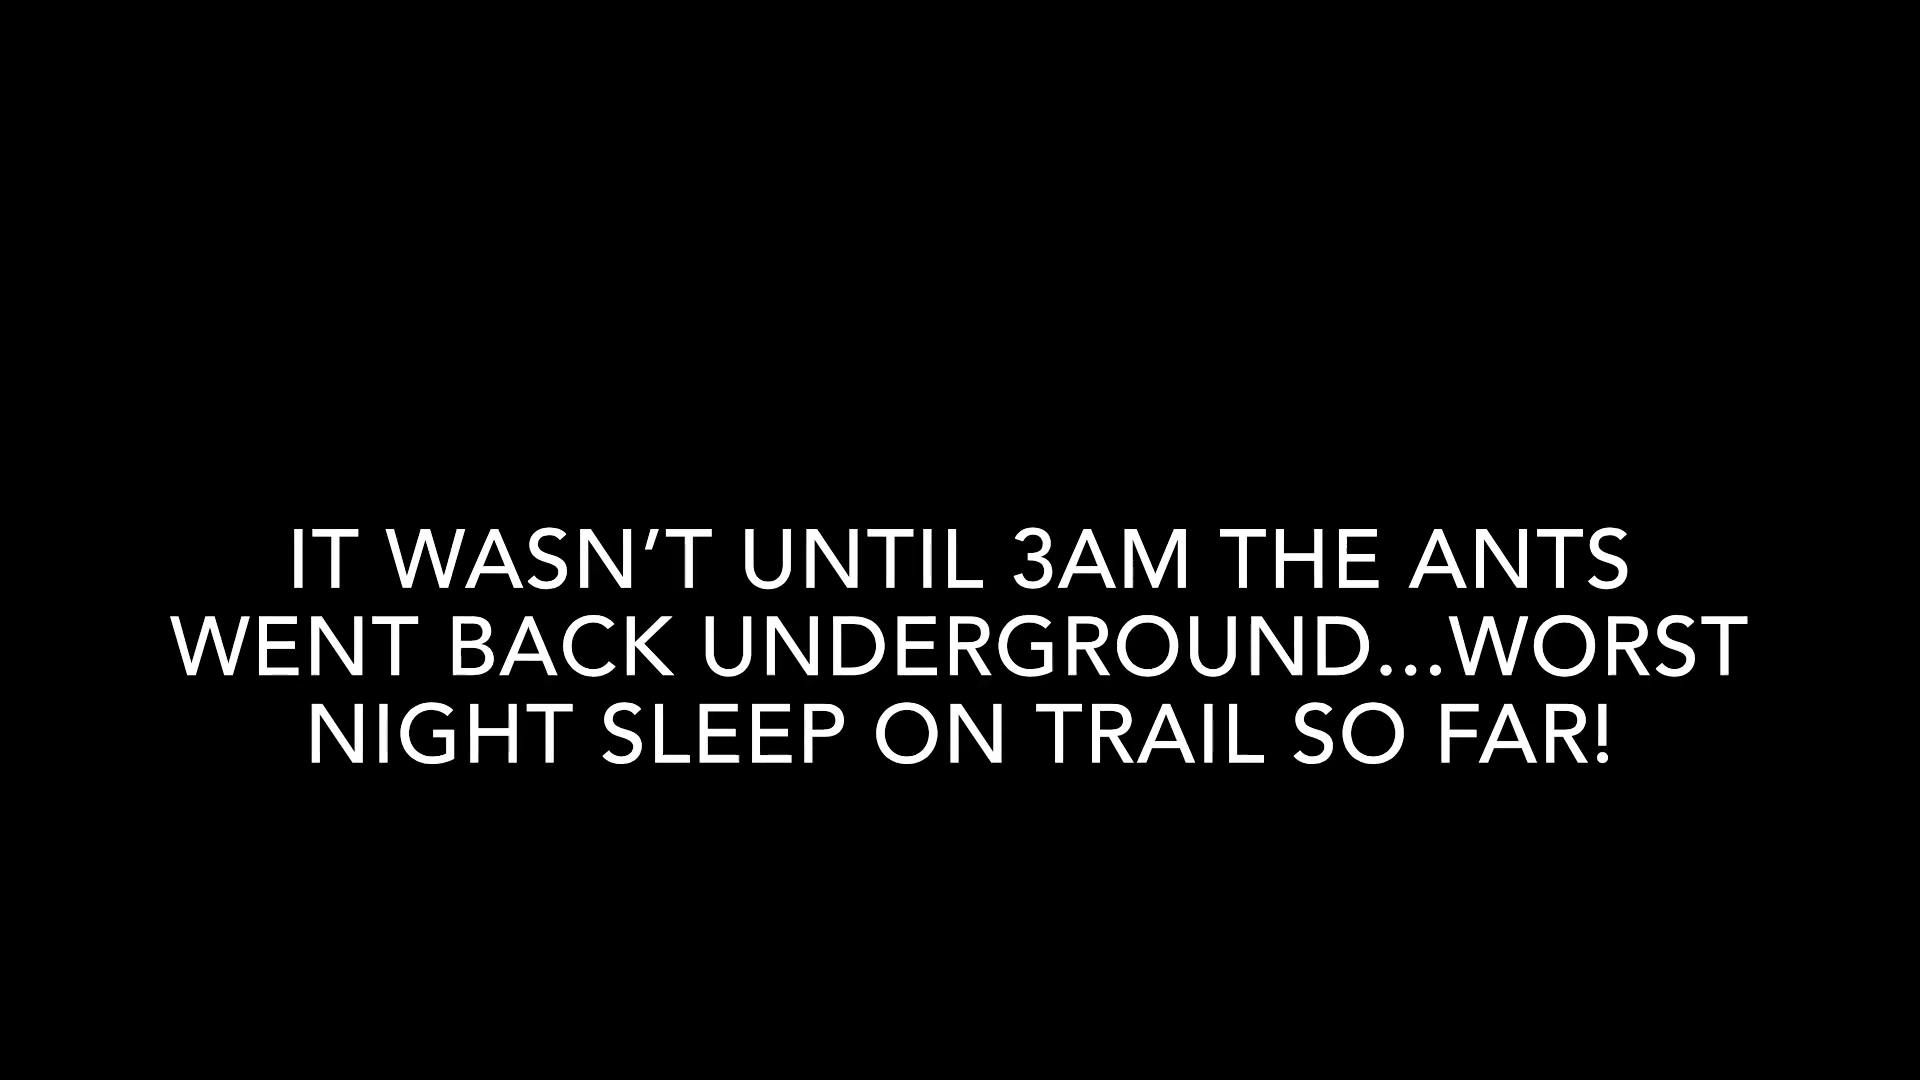 IT WASN’T UNTIL 3AM THE ANTS
WENT BACK UNDERGROUND...WORST
NIGHT SLEEP ON TRAIL SO FAR!